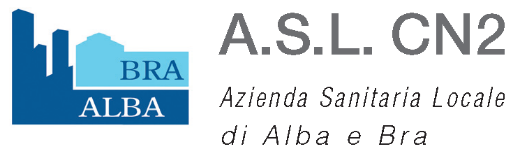 BRA
ALBA
A.S.L. CN2
Azienda Sanitaria Locale
di Alba e Bra